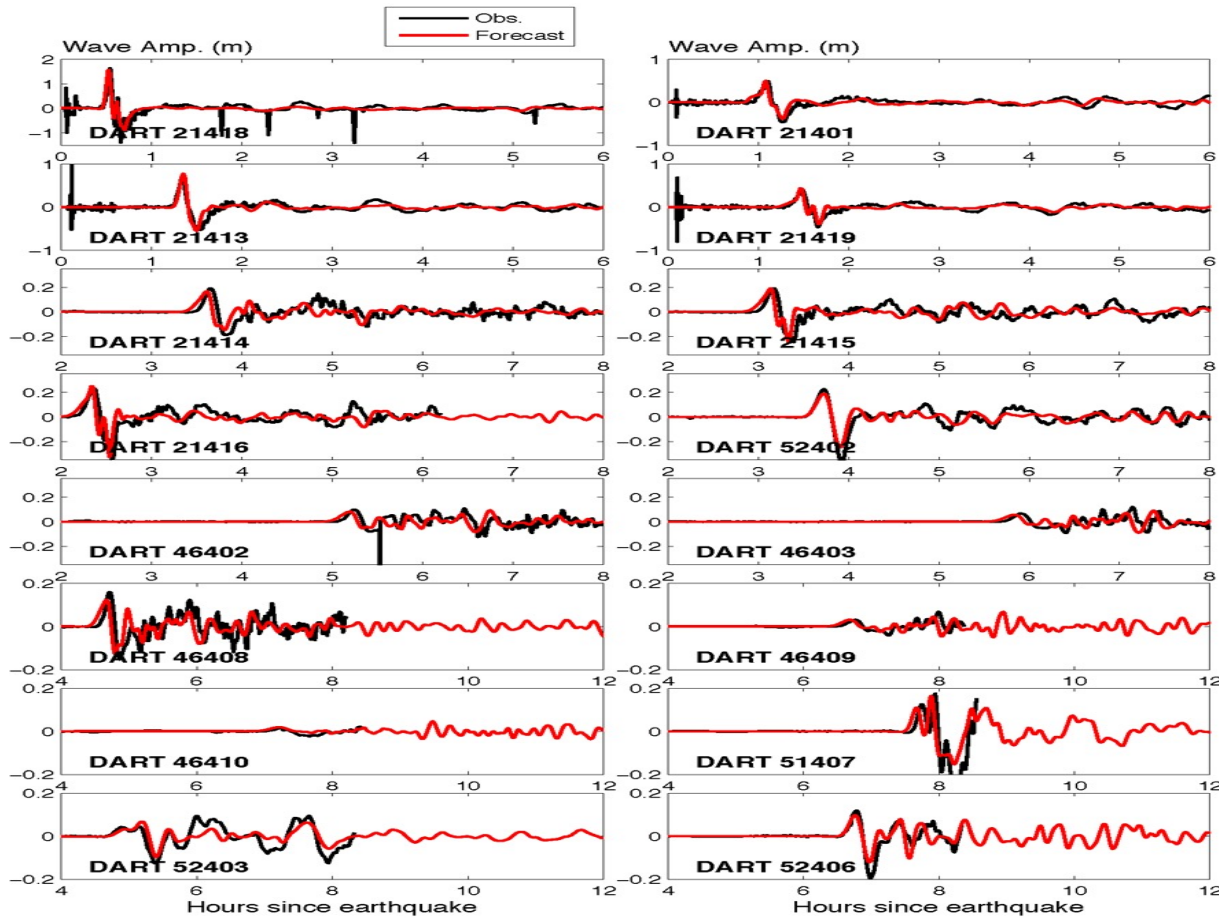 Obs.
Forecast
Wave Amp. (m) Wave Amp. (m)
2 1
1
0 0
−1
DART 21418 DART 21401
−1
0 1 2 3 4 5 6 0 1 2 3 4 5 6
1 1
0 0
DART 21413 DART 21419
−1 −1
0 1 2 3 4 5 6 0 1 2 3 4 5 6
0.2 0.2
0 0
−0.2 −0.2
DART 21414 DART 21415
2 3 4 5 6 7 8 2 3 4 5 6 7 8
0.2 0.2
0 0
−0.2 −0.2
DART 21416 DART 52402
2 3 4 5 6 7 8 2 3 4 5 6 7 8
0.2 0.2
0 0
−0.2 −0.2
DART 46402 DART 46403
2 3 4 5 6 7 8 2 3 4 5 6 7 8
0.2 0.2
0 0
DART 46408 DART 46409
−0.2 −0.2
4 6 8 10 12 4 6 8 10 12
0.2 0.2
0 0
DART 46410 DART 51407
−0.2 −0.2
4 6 8 10 12 4 6 8 10 12
0.2 0.2
0 0
DART 52403 DART 52406
−0.2 −0.2
4 6 8 10 12 4 6 8 10 12
Hours since earthquake Hours since earthquake